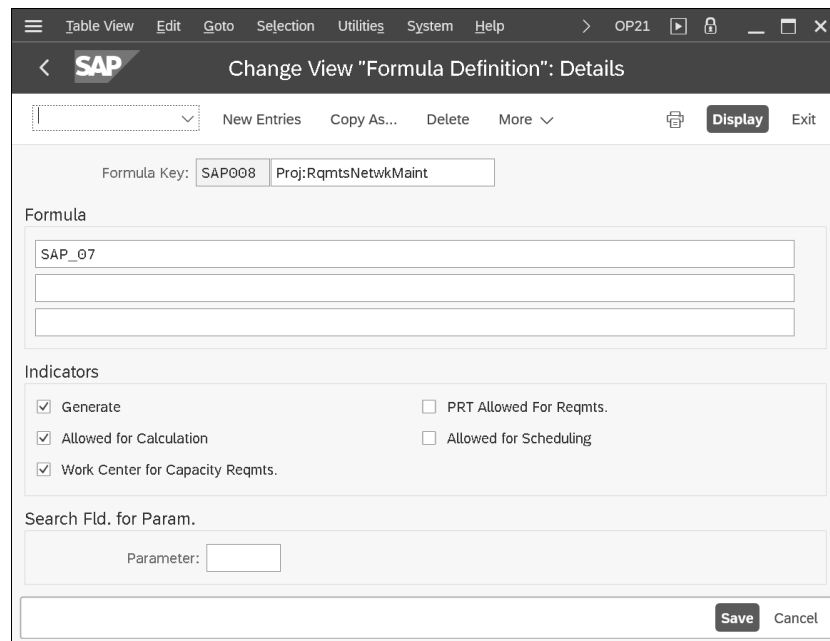 Table View Edit Goto Selection Utilities System Help OP21
SAP Change View "Formula Definition": Details
New Entries Copy As... Delete More Display Exit
Formula Key: SAP008 Proj:RqmtsNetwkMaint
Formula
SAP_07
Indicators
Generate PRT Allowed For Reqmts.
Allowed for Calculation Allowed for Scheduling
Work Center for Capacity Reqmts.
Search Fld. for Param.
Parameter:
Save Cancel